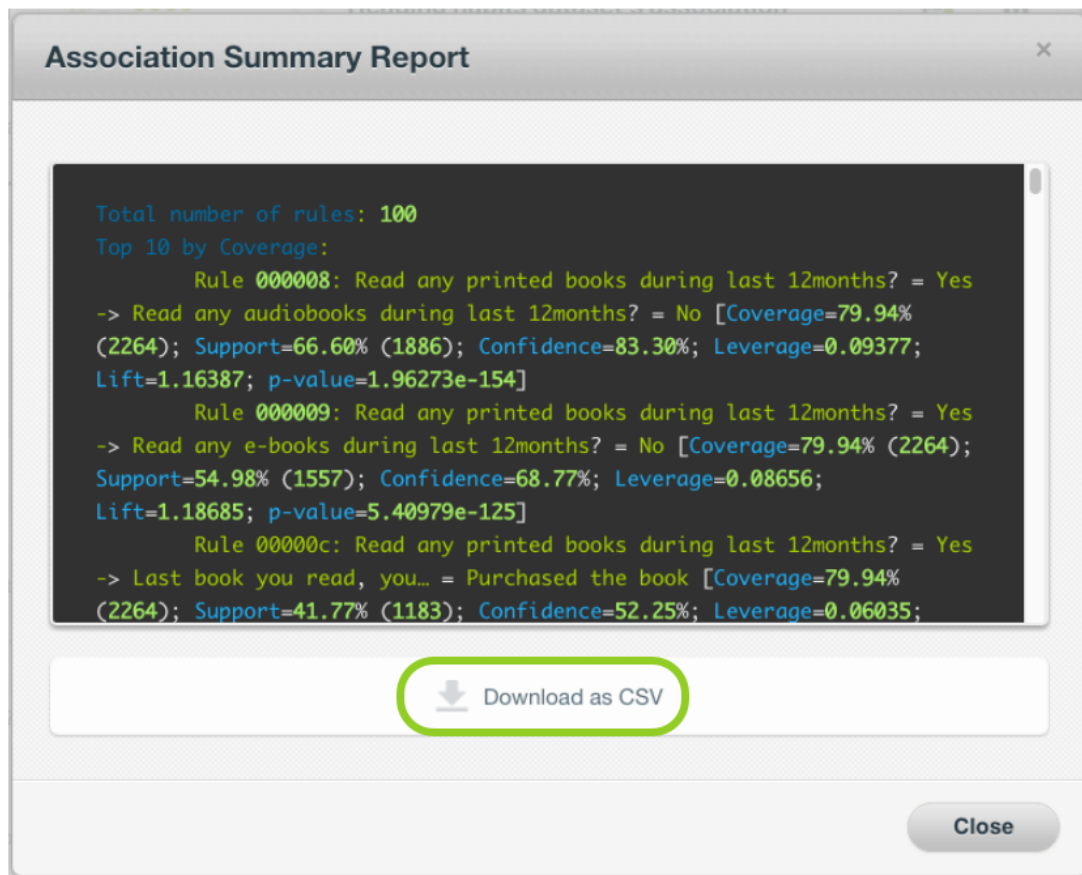 Association Summary Report
×
Total number of rules: 100
Top 10 by Coverage:
Rule 000008: Read any printed books during last 12months? = Yes
-> Read any audiobooks during last 12months? = No [Coverage=79.94%
(2264); Support=66.60% (1886); Confidence=83.30%; Leverage=0.09377;
Lift=1.16387; p-value=1.96273e-154]
Rule 000009: Read any printed books during last 12months? = Yes
-> Read any e-books during last 12months? = No [Coverage=79.94% (2264);
Support=54.98% (1557); Confidence=68.77%; Leverage=0.08656;
Lift=1.18685; p-value=5.40979e-125]
Rule 00000c: Read any printed books during last 12months? = Yes
-> Last book you read, you… = Purchased the book [Coverage=79.94%
(2264); Support=41.77% (1183); Confidence=52.25%; Leverage=0.06035;
Download as CSV
Close